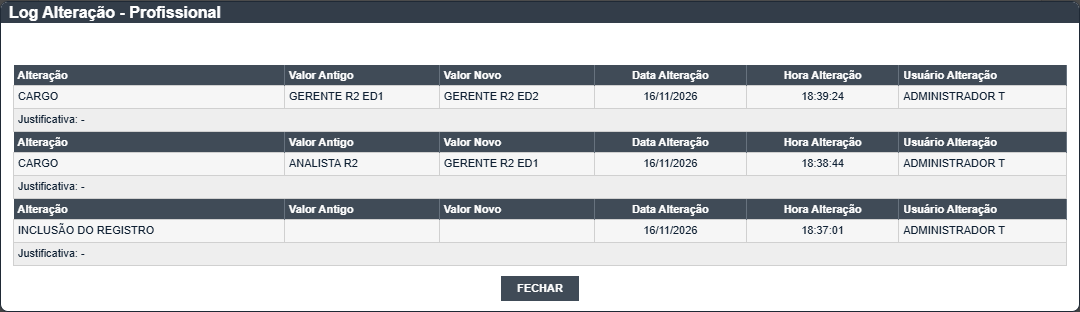 Log Alteração - Profissional
Alteração Valor Antigo Valor Novo Data Alteração Hora Alteração Usuário Alteração
CARGO GERENTE R2 ED1 GERENTE R2 ED2 16/11/2026 18:39:24 ADMINISTRADOR T
Justificativa: -
Alteração Valor Antigo Valor Novo Data Alteração Hora Alteração Usuário Alteração
CARGO ANALISTA R2 GERENTE R2 ED1 16/11/2026 18:38:44 ADMINISTRADOR T
Justificativa: -
Alteração Valor Antigo Valor Novo Data Alteração Hora Alteração Usuário Alteração
INCLUSÃO DO REGISTRO 16/11/2026 18:37:01 ADMINISTRADOR T
Justificativa: -
FECHAR